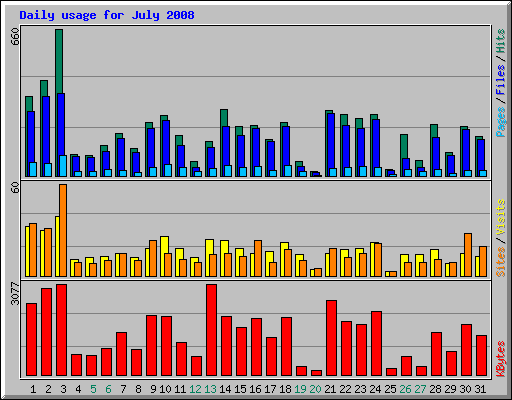 Daily usage for July 2008
660
Pages / Files / Hits
60
Sites / Visits
3077
KBytes
1 2 3 4 5 6 7 8 9 10 11 12 13 14 15 16 17 18 19 20 21 22 23 24 25 26 27 28 29 30 31